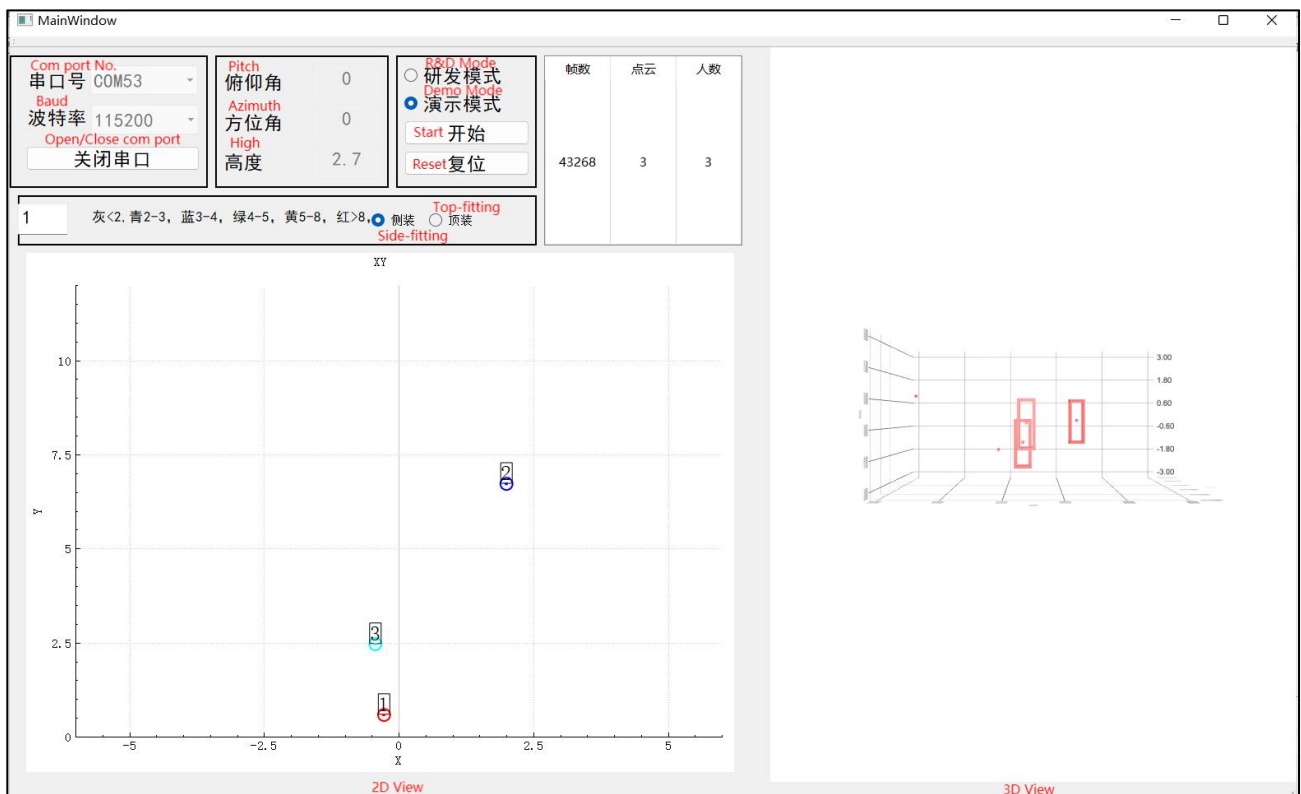 MainWindow
Com port No.
串口号 COM53
Baud
波特率 115200
Open/Close com port
关闭串口
Pitch
俯仰角 0
Azimuth
方位角 0
High
高度 2.7
R&D Mode
研发模式
Demo Mode
演示模式
Start 开始
Reset 复位
帧数 点云 人数
43268 3 3
1 灰<2,青2-3, 蓝3-4, 绿4-5, 黄5-8, 红>8,
侧装 顶装
Top-fitting
Side-fitting
XY
10
7.5
5
2.5
0
Y
2
3
1
-5 -2.5 0 2.5 5
X
2D View
3.00
1.80
0.60
-0.60
-1.80
-3.00
3D View